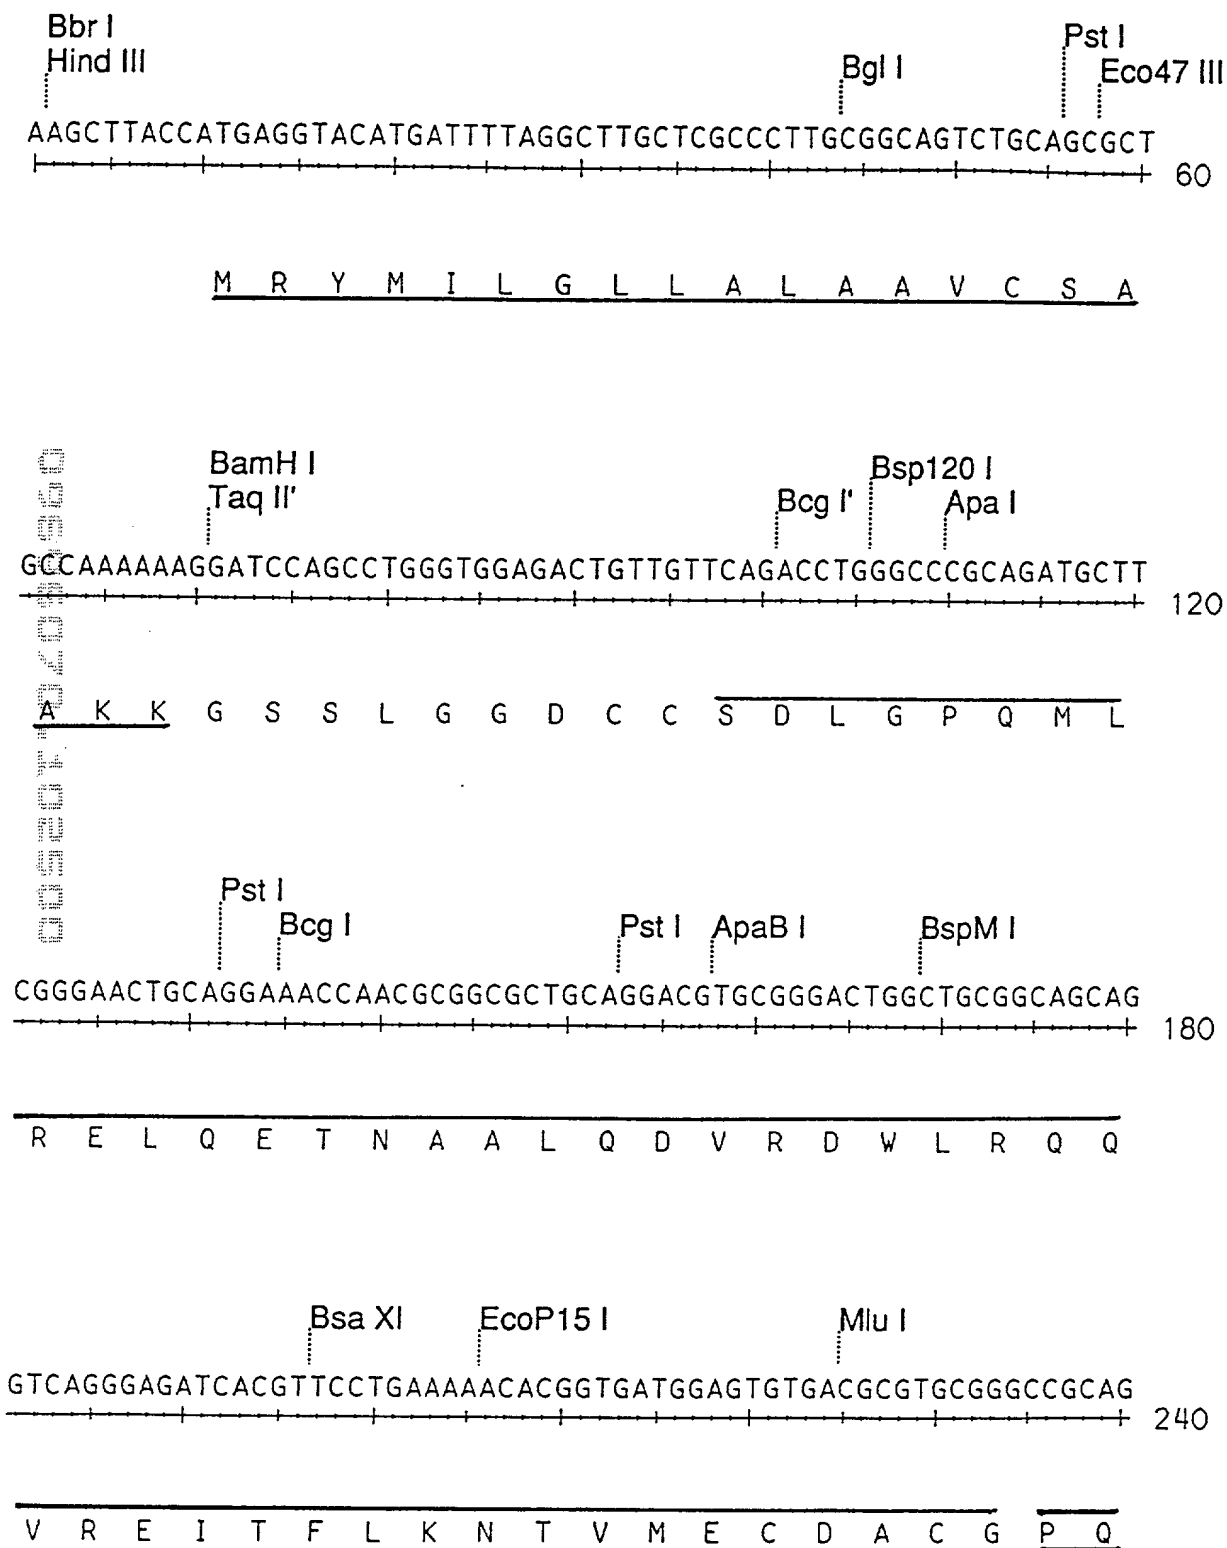 Bbr I
Hind III
Bgl I
Pst I
Eco47 III
AAGCTTACCATGAGGTACATGATTTTAGGCTTGCTCGCCCTTGCGGCAGTCTGCAGCGCT
60
M R Y M I L G L L A L A A V C S A
BamH I
Taq II'
Bcg I'
Bsp120 I
Apa I
GCCAAAAAAGGATCCAGCCTGGGTGGAGACTGTTGTTCAGACCTGGGCCCGCAGATGCTT
120
A K K G S S L G G D C C S D L G P Q M L
Pst I
Bcg I
Pst I
ApaB I
BspM I
CGGGAACTGCAGGAAACCAACGCGGCGCTGCAGGACGTGCGGGACTGGCTGCGGCAGCAG
180
R E L Q E T N A A L Q D V R D W L R Q Q
Bsa XI
EcoP15 I
Mlu I
GTCAGGGAGATCACGTTCCTGAAAAACACGGTGATGGAGTGTGACGCGTGCGGGCCGCAG
240
V R E I T F L K N T V M E C D A C G P Q